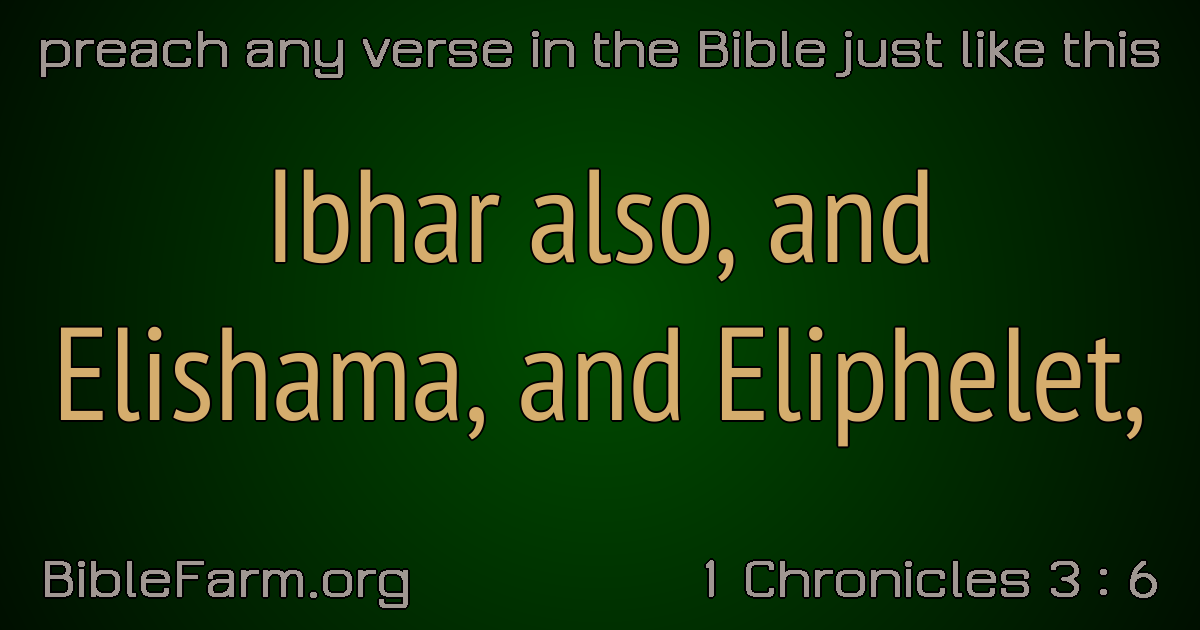 preach any verse in the Bible just like this
Ibhar also, and
Elishama, and Eliphelet,
BibleFarm.org
1 Chronicles 3 : 6